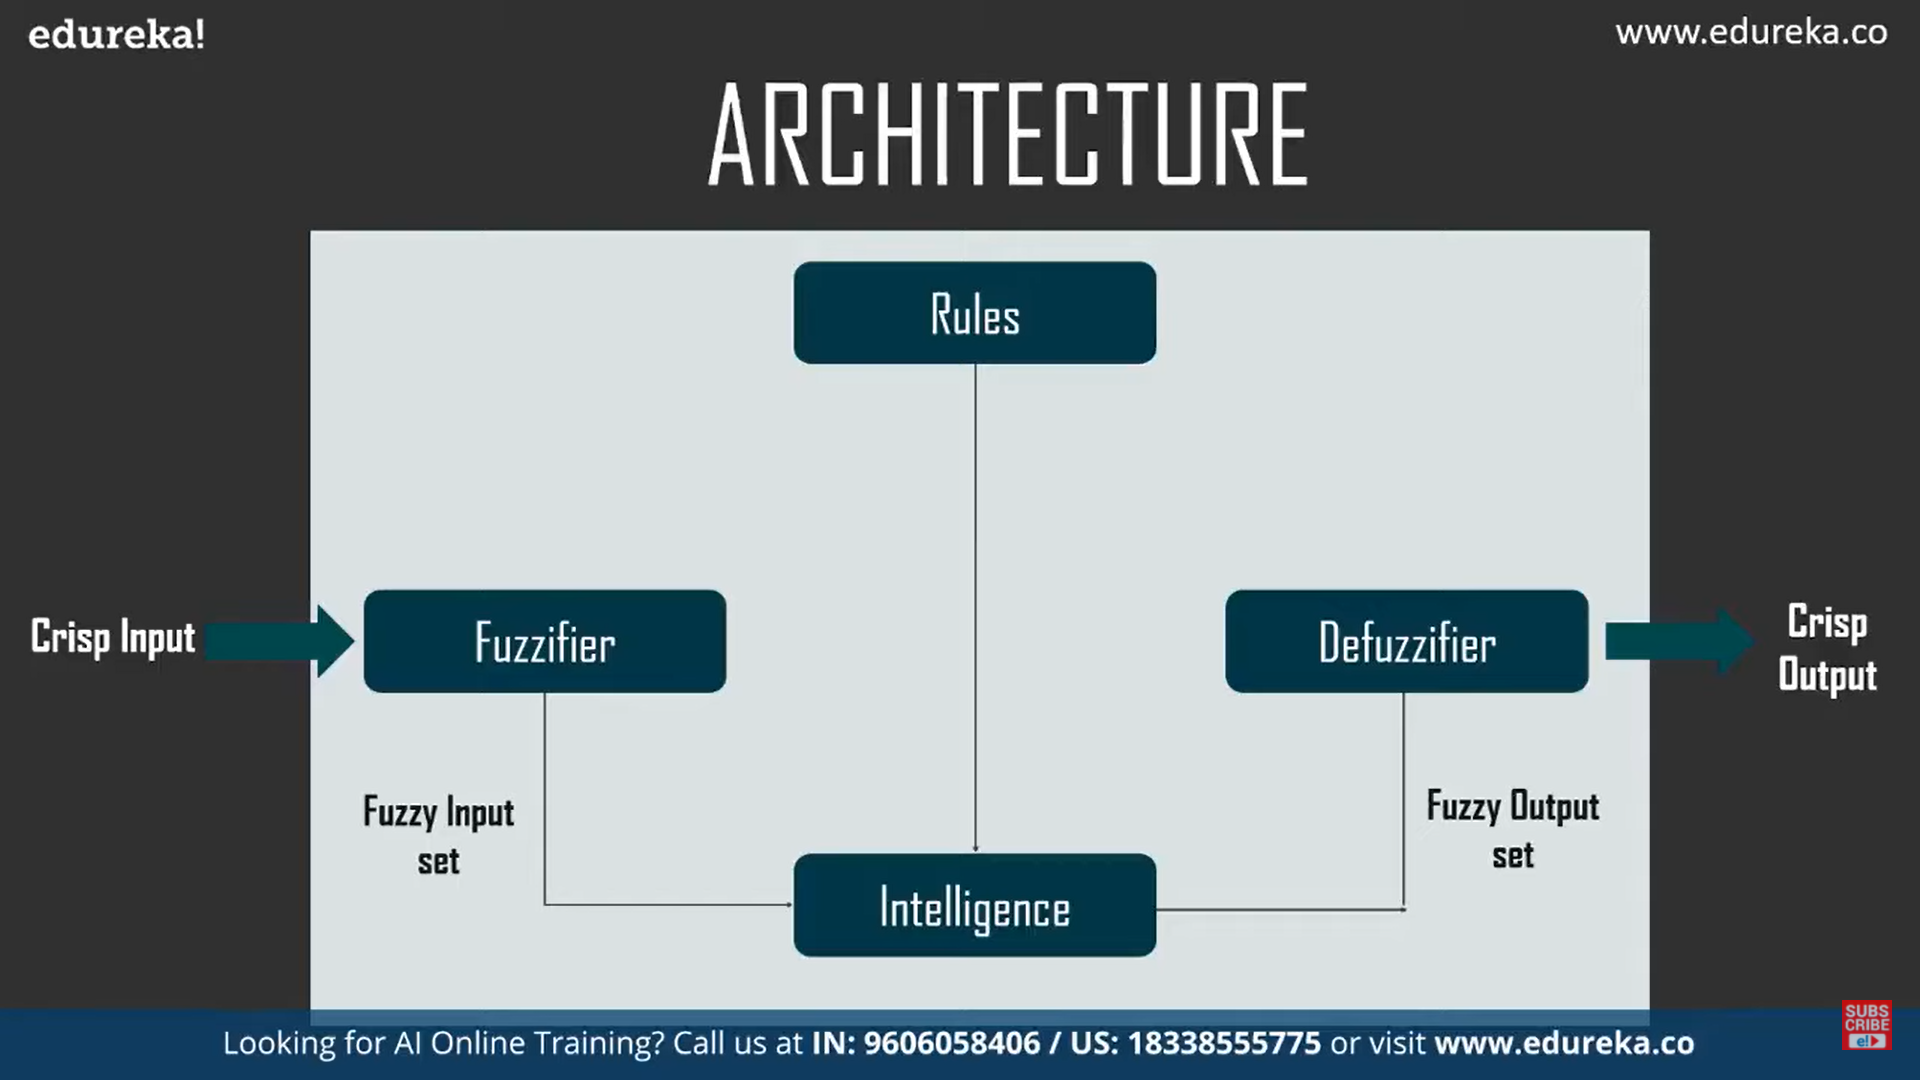 edureka!
www.edureka.co
ARCHITECTURE
Rules
Crisp Input
Fuzzifier
Defuzzifier
Crisp
Output
Fuzzy Input
set
Fuzzy Output
set
Intelligence
Looking for AI Online Training? Call us at IN: 9606058406 / US: 18338555775 or visit www.edureka.co
SUBS
CRIBE
e!